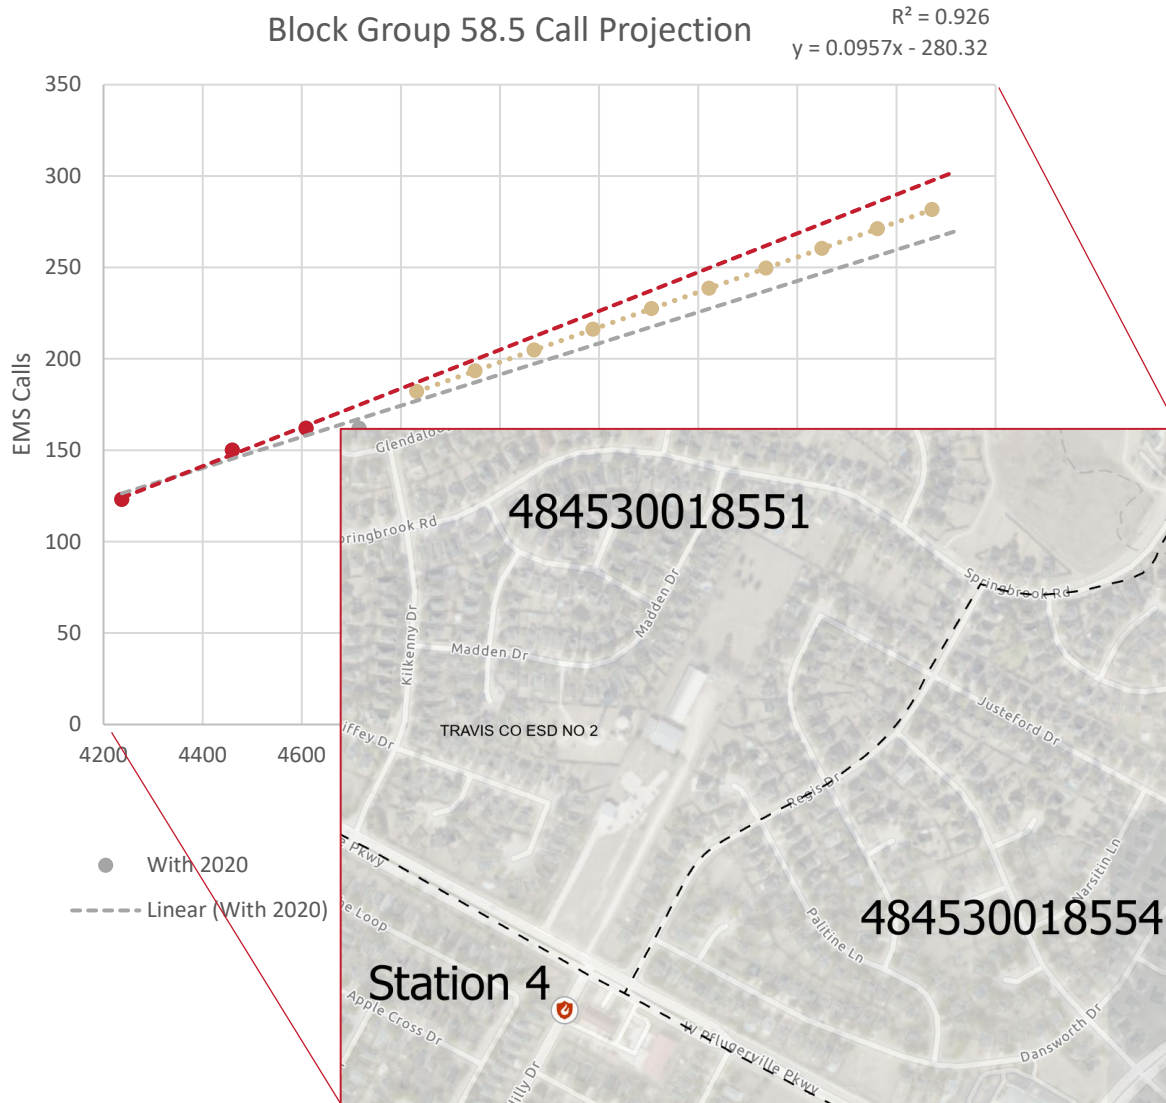 Block Group 58.5 Call Projection
R² = 0.926
y = 0.0957x - 280.32
350
300
250
200
150
100
50
0
EMS Calls
4200
4400
4600
With 2020
Linear (With 2020)
484530018551
Springbrook Rd
Madden Dr
Kilkenny Dr
Madden Dr
TRAVIS CO ESD NO 2
Justeford Dr
Regis Dr
Narsitin Ln
484530018554
Palitine Ln
Station 4
Apple Cross Dr
W Pflugerville Pkwy
Dansworth Dr